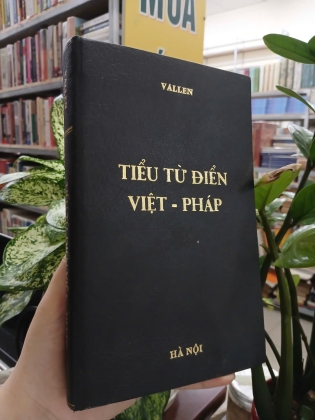 MUA
VALLEN
TIỂU TỪ ĐIỂN
VIỆT - PHÁP
HÀ NỘI